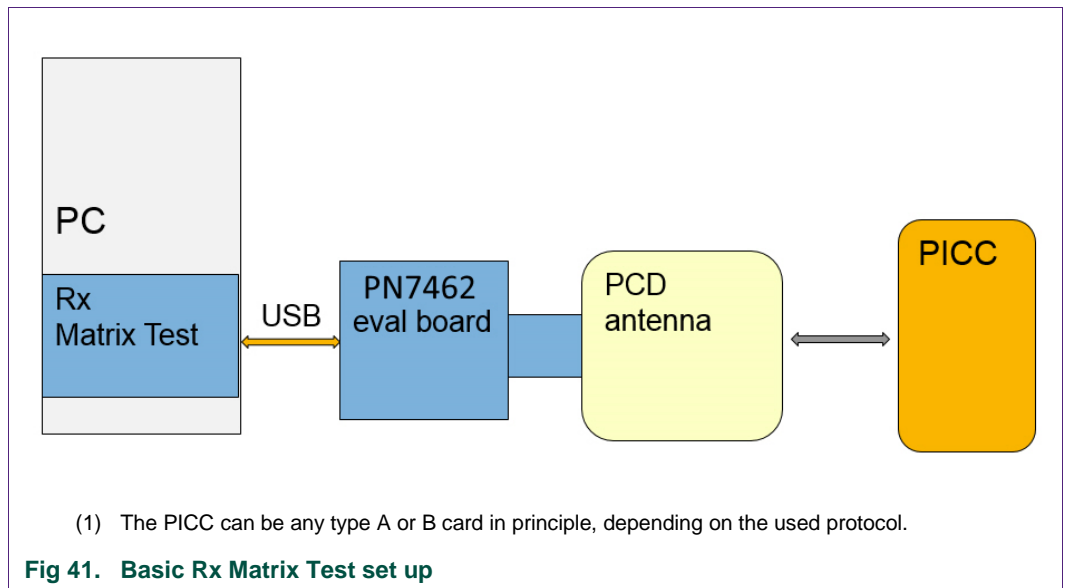 PC
Rx
Matrix Test
USB
PN7462
eval board
PCD
antenna
PICC
(1) The PICC can be any type A or B card in principle, depending on the used protocol.
Fig 41. Basic Rx Matrix Test set up